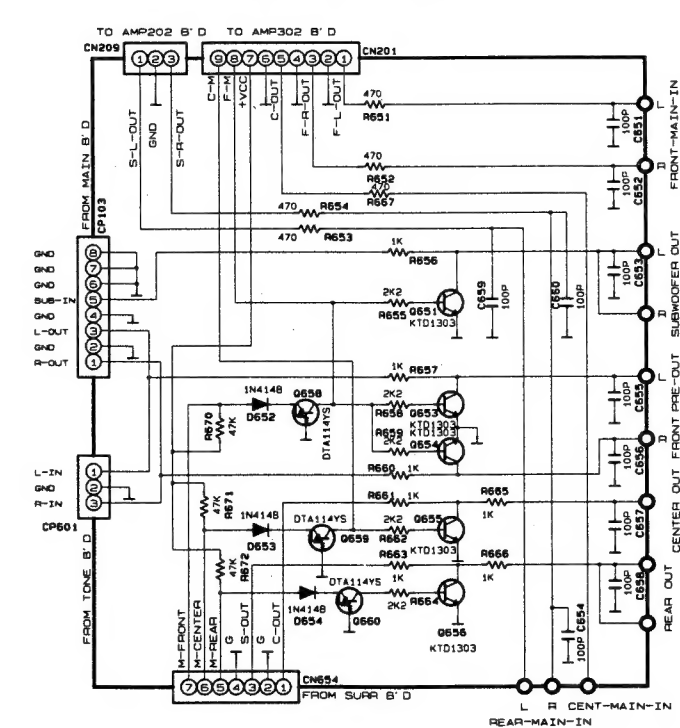 TO AMP202 B'D TO AMP302 B'D
CN209 CN201
1 2 3 9 8 7 6 5 4 3 2 1
S-L-OUT
GND
S-R-OUT
C-M
F-M
+VCC
C-OUT
F-R-OUT
F-L-OUT
470
R651
100P
C651
L
R
FRONT-MAIN-IN
470
R652
470
R667
100P
C652
470 R654
470 R653
FROM MAIN B'D
CP103
GND 8
GND 7
GND 6
SUB-IN 5
GND 4
L-OUT 3
GND 2
R-OUT 1
1K
R656
2K2
R655
Q651
KTD1303
C659
100P
C660
100P
100P
C653
L
R
SUBWOOFER OUT
1K
R657
2K2
R658
Q653
KTD1303
R659
2K2
KTD1303
Q654
R660 1K
1N4148
D652
Q658
DTA114YS
R670
47K
100P
C655
L
R
FRONT PRE-OUT
100P
C656
L-IN 1
GND 2
R-IN 3
CP601
FROM TONE B'D
47K
R671
1N4148
D653
DTA114YS
Q659
R661 1K
2K2
R662
Q655
KTD1303
R665
1K
100P
C657
CENTER OUT
47K
R672
R663
1K
R666
1K
1N4148
D654
DTA114YS
Q660
2K2
R664
Q656
KTD1303
100P
C658
REAR OUT
C654
100P
M-FRONT
M-CENTER
M-REAR
G
S-OUT
G
C-OUT
7 6 5 4 3 2 1
CN654
FROM SURR B'D
L R CENT-MAIN-IN
REAR-MAIN-IN